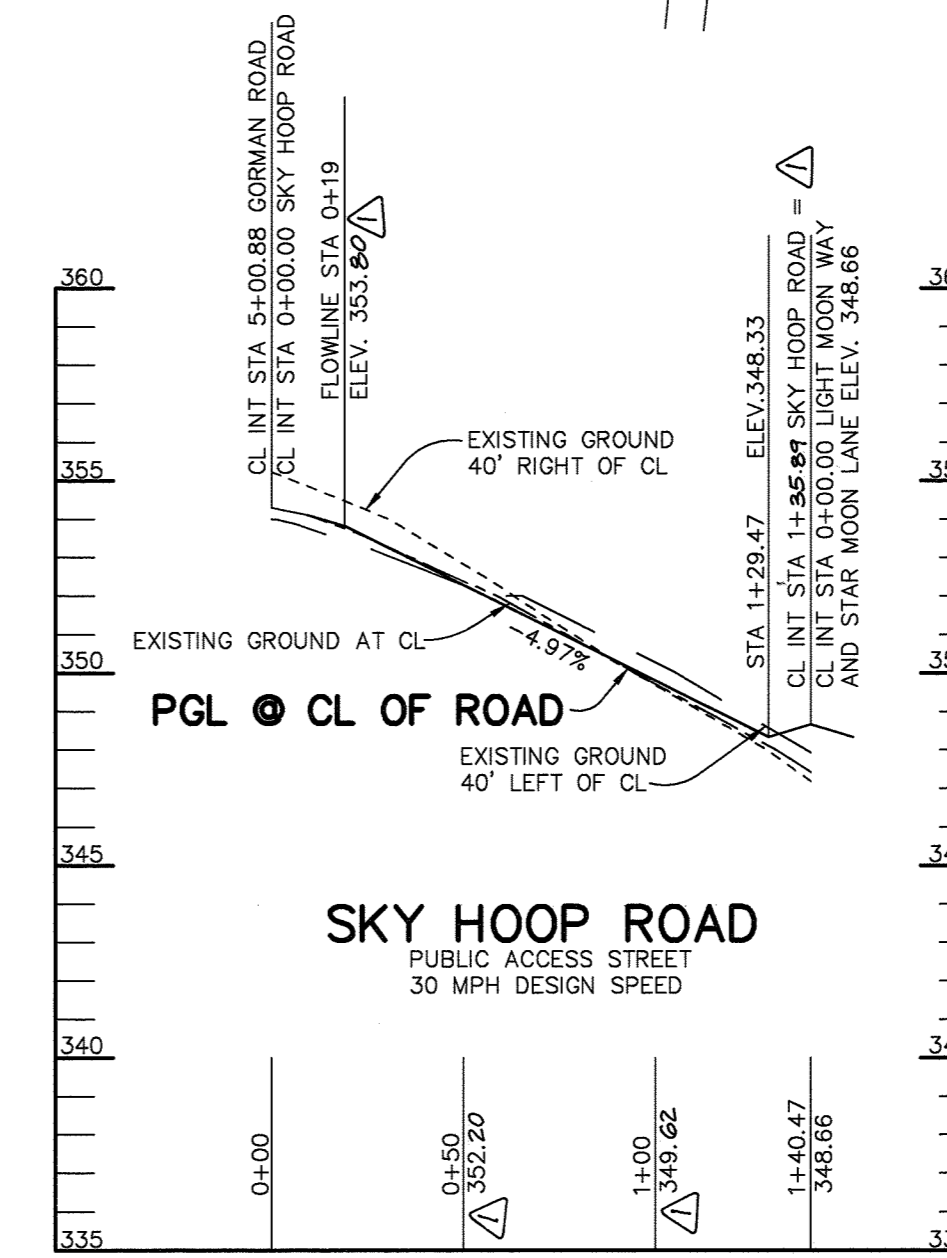 CL INT STA 5+00.88 GORMAN ROAD
CL INT STA 0+00.00 SKY HOOP ROAD
FLOWLINE STA 0+19
ELEV. 353.80
1
STA 1+29.47 ELEV.348.33
CL INT STA 1+35.89 SKY HOOP ROAD =
1
CL INT STA 0+00.00 LIGHT MOON WAY
AND STAR MOON LANE ELEV. 348.66
360
355
350
345
340
335
EXISTING GROUND
40' RIGHT OF CL
EXISTING GROUND AT CL
-4.97%
PGL @ CL OF ROAD
EXISTING GROUND
40' LEFT OF CL
SKY HOOP ROAD
PUBLIC ACCESS STREET
30 MPH DESIGN SPEED
0+00
0+50
352.20
1
1+00
349.62
1
1+40.47
348.66